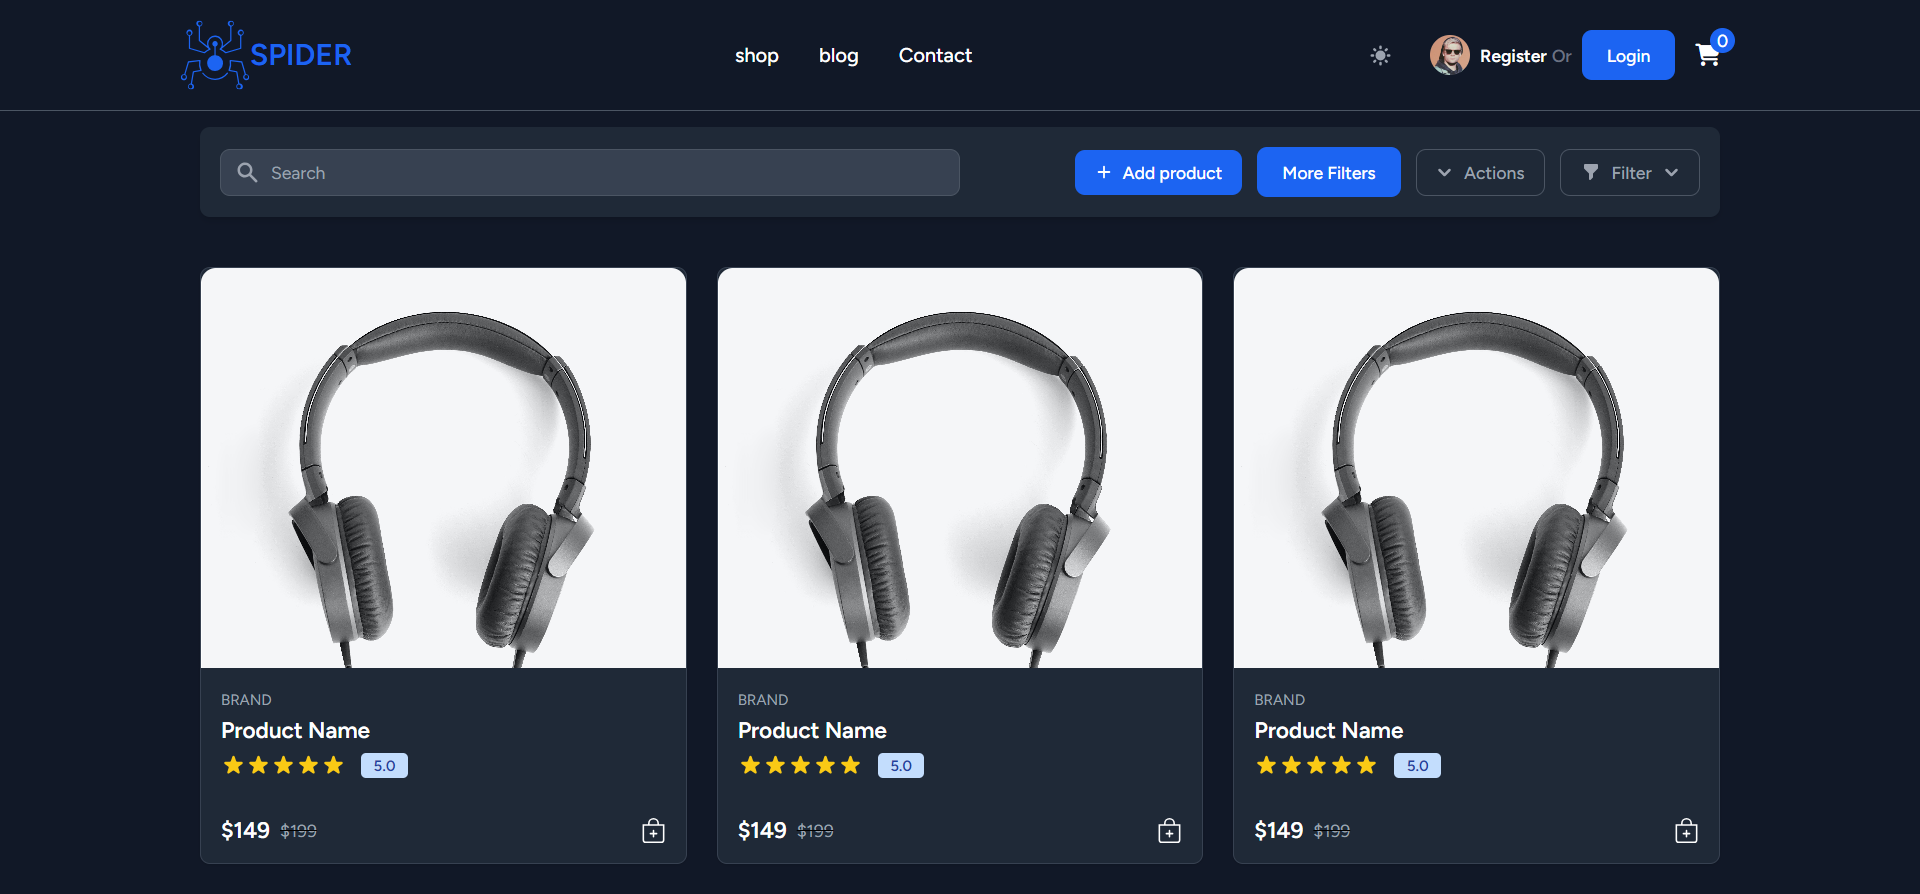 SPIDER
shop blog Contact
Register Or Login 0
Search
Add product More Filters Actions Filter
BRAND
Product Name
5.0
$149 $199
BRAND
Product Name
5.0
$149 $199
BRAND
Product Name
5.0
$149 $199